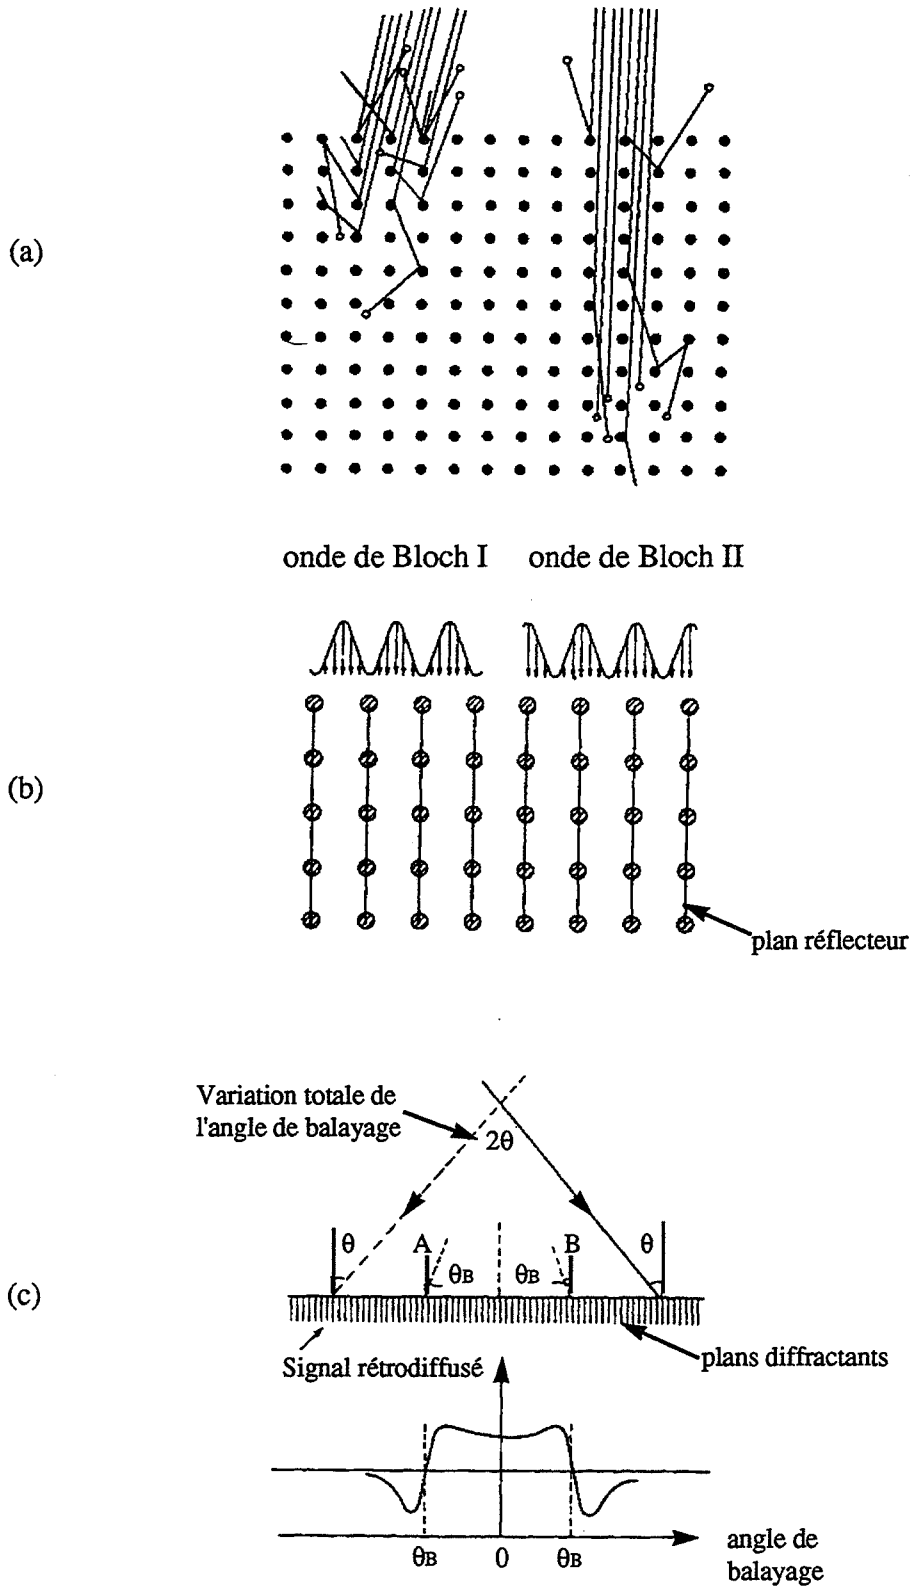 (a)
onde de Bloch I onde de Bloch II
(b)
plan réflecteur
Variation totale de
l'angle de balayage
2θ
θ A B θ
θB θB
(c)
Signal rétrodiffusé
plans diffractants
θB 0 θB
angle de
balayage